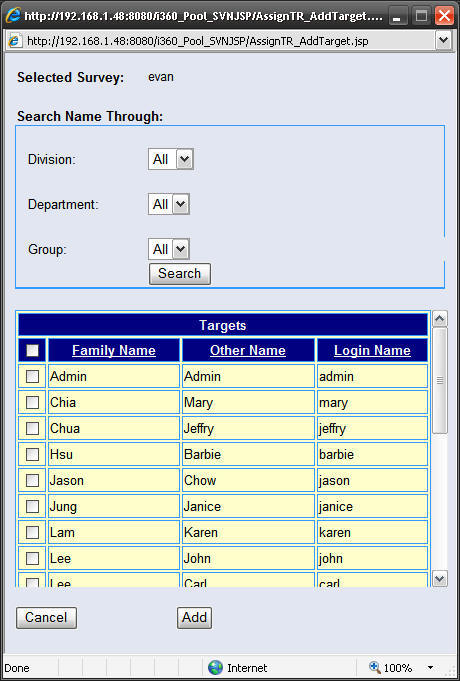 http://192.168.1.48:8080/i360_Pool_SVNJSP/AssignTR_AddTarget....
http://192.168.1.48:8080/i360_Pool_SVNJSP/AssignTR_AddTarget.jsp
Selected Survey: evan
Search Name Through:
Division: All
Department: All
Group: All
Search
Targets
Family Name Other Name Login Name
Admin Admin admin
Chia Mary mary
Chua Jeffry jeffry
Hsu Barbie barbie
Jason Chow jason
Jung Janice janice
Lam Karen karen
Lee John john
Lee Carl carl
Cancel Add
Done Internet 100%